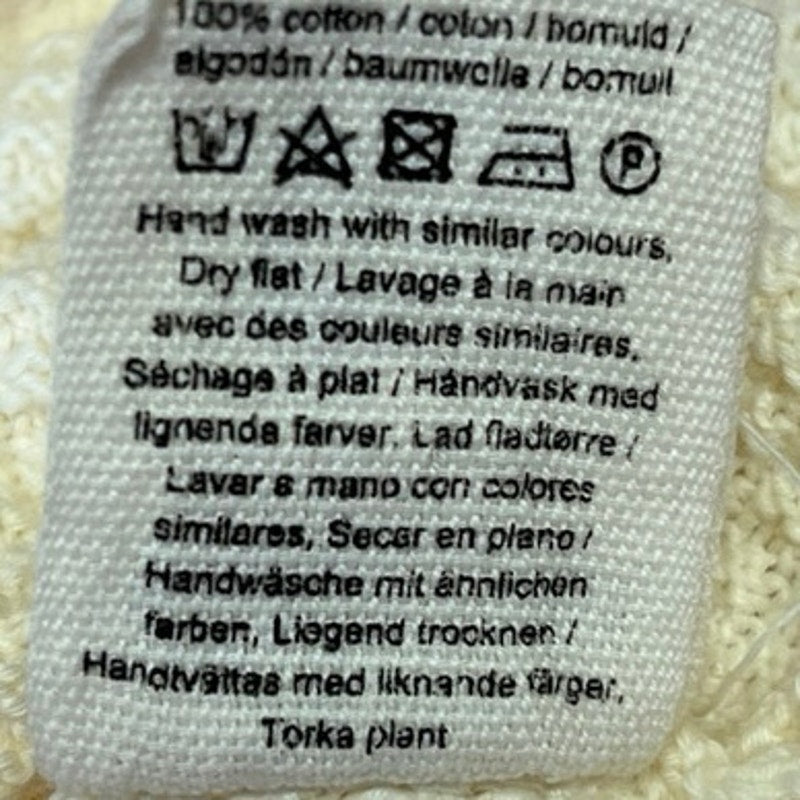 100% cotton / coton / bomuld /
algodón / baumwolle / bomull
P
Hand wash with similar colours,
Dry flat / Lavage à la main
avec des couleurs similaires,
Séchage à plat / Håndvask med
lignende farver. Lad fladtørre /
Lavar a mano con colores
similares, Secar en plano /
Handwäsche mit ähnlichen
farben, Liegend trocknen /
Handtvättas med liknande färger,
Torka plant